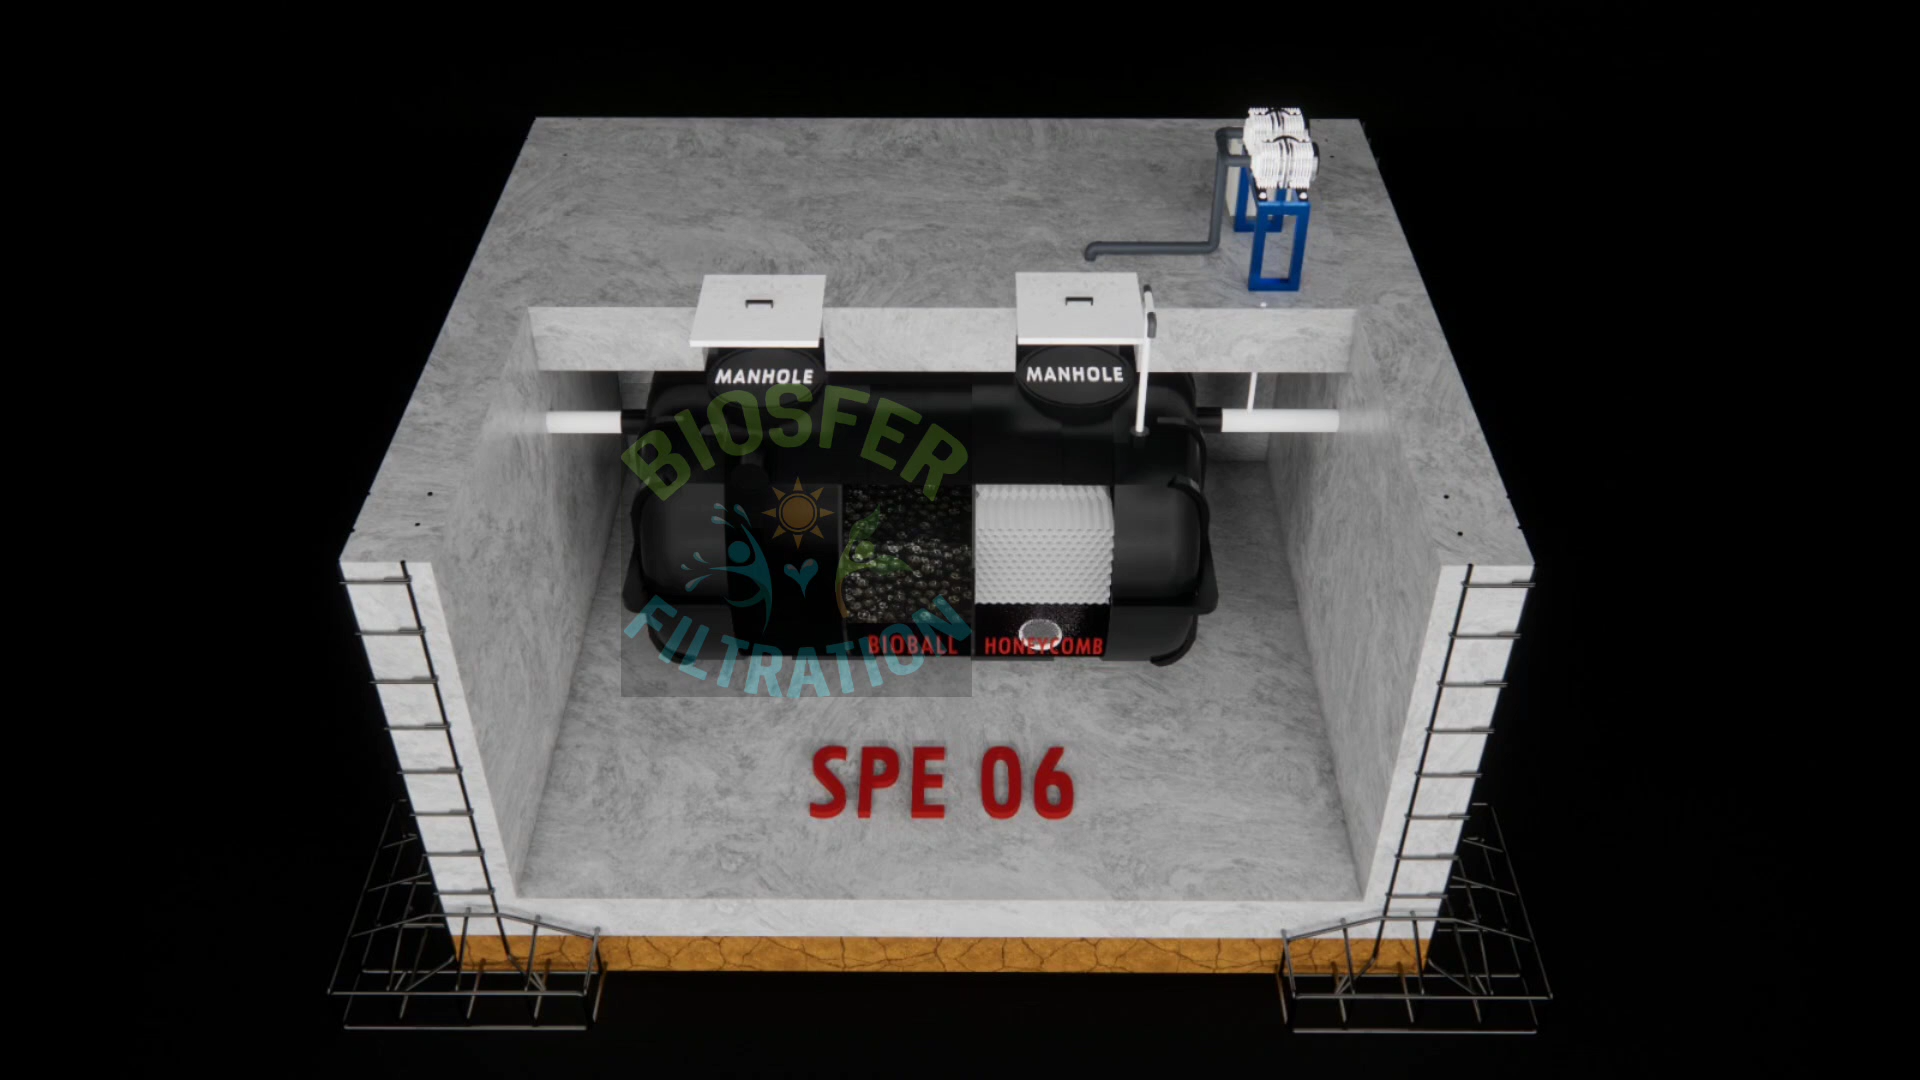 MANHOLE
MANHOLE
BIOSFER
FILTRATION
BIOBALL
HONEYCOMB
SPE 06